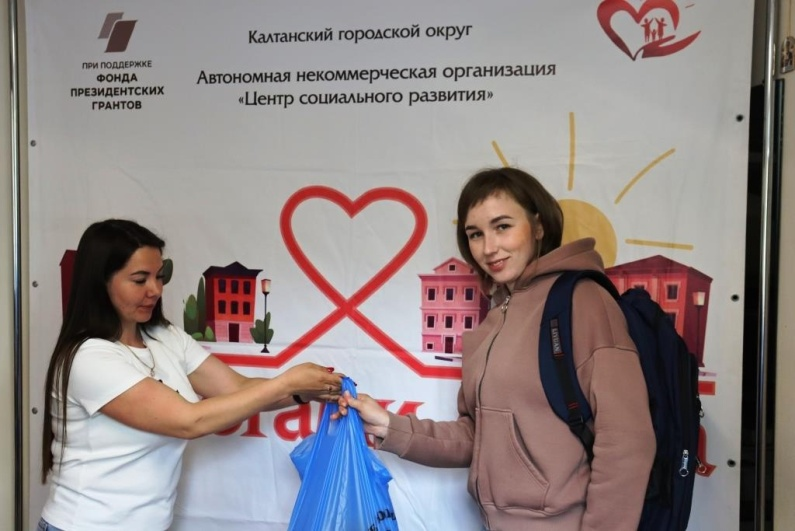 ПРИ ПОДДЕРЖКЕ
ФОНДА
ПРЕЗИДЕНТСКИХ
ГРАНТОВ
Калтанский городской округ
Автономная некоммерческая организация
«Центр социального развития»